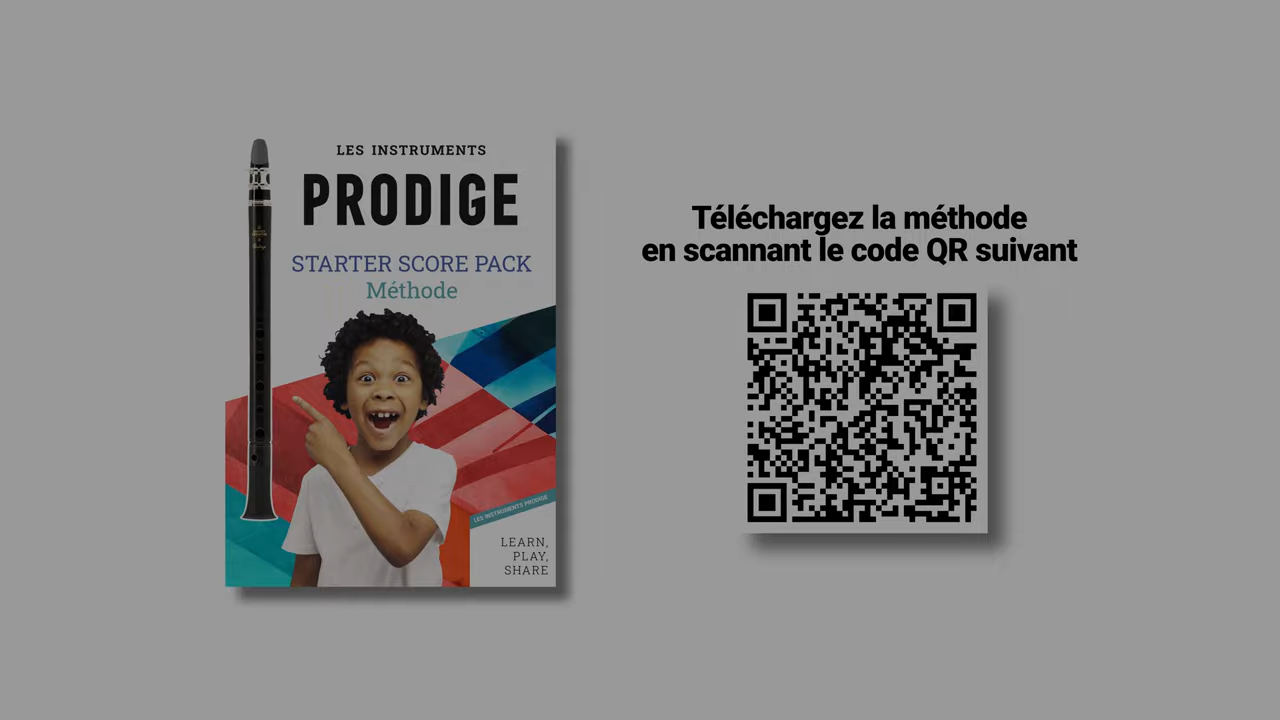 LES INSTRUMENTS
PRODIGE
STARTER SCORE PACK
Méthode
LES INSTRUMENTS PRODIGE
LEARN,
PLAY,
SHARE
Téléchargez la méthode
en scannant le code QR suivant